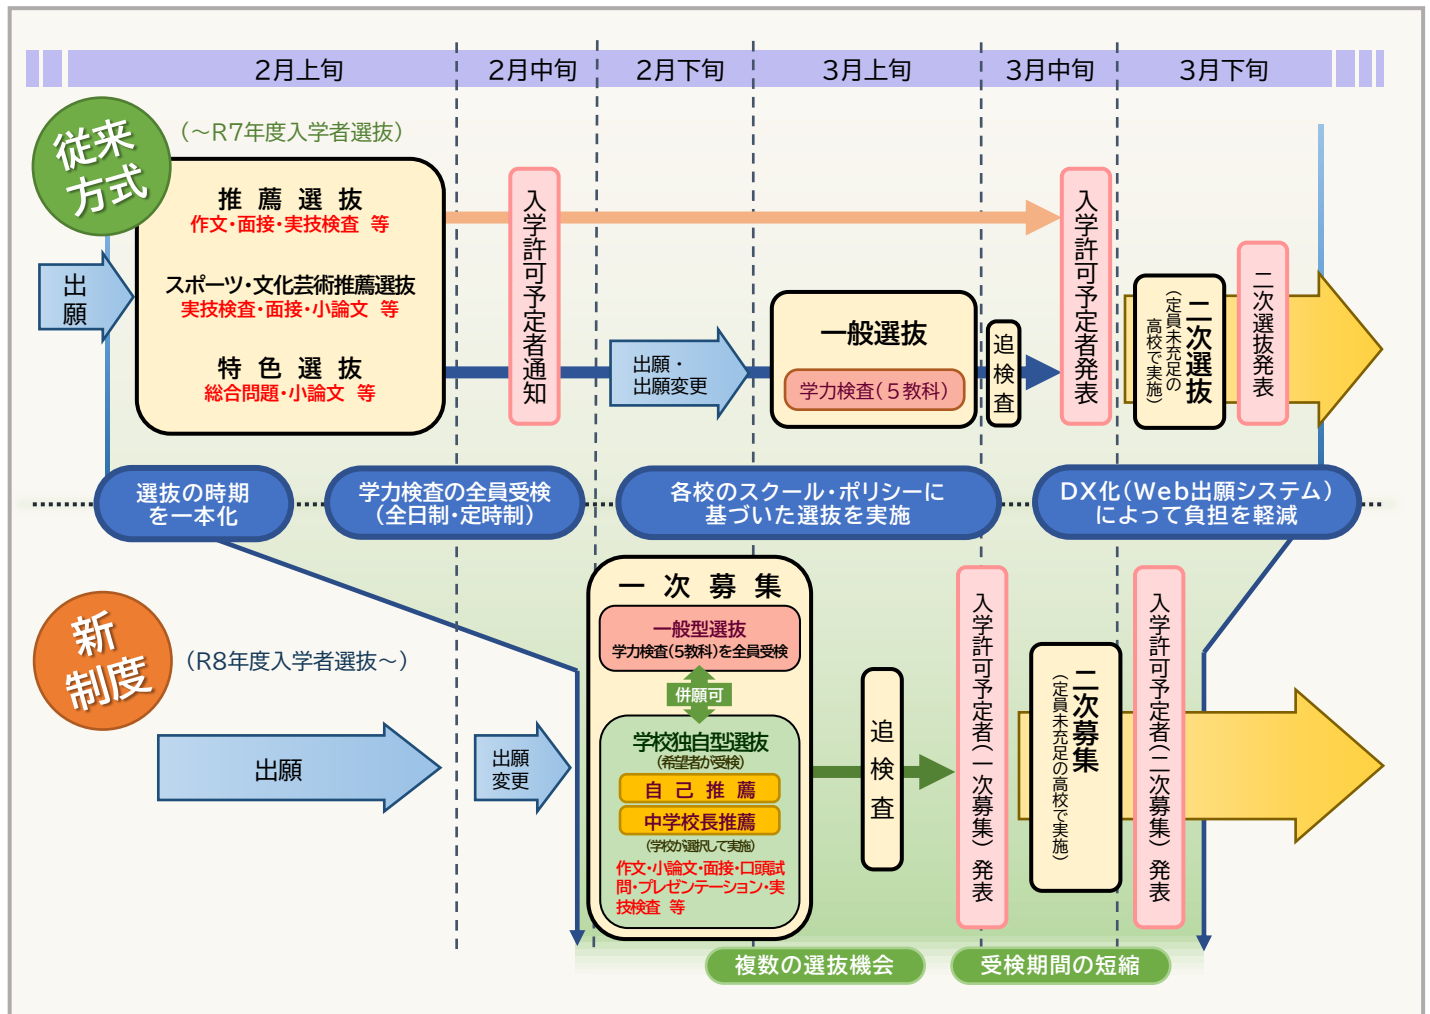 2月上旬
2月中旬
2月下旬
3月上旬
3月中旬
3月下旬
従来
方式
（～R7年度入学者選抜）
出
願
推薦選抜
作文・面接・実技検査 等
スポーツ・文化芸術推薦選抜
実技検査・面接・小論文 等
特色選抜
総合問題・小論文 等
入学許可予定者通知
出願・
出願変更
一般選抜
学力検査（５教科）
追検査
入学許可予定者発表
二次選抜
（定員未充足の
高校で実施）
二次選抜発表
選抜の時期
を一本化
学力検査の全員受検
（全日制・定時制）
各校のスクール・ポリシーに
基づいた選抜を実施
DX化（Web出願システム）
によって負担を軽減
新
制度
（R8年度入学者選抜～）
出願
出願
変更
一次募集
一般型選抜
学力検査（5教科）を全員受検
併願可
学校独自型選抜
（希望者が受検）
自己推薦
中学校長推薦
（学校が選択して実施）
作文・小論文・面接・口頭試
問・プレゼンテーション・実
技検査 等
追検査
入学許可予定者（一次募集）発表
二次募集
（定員未充足の高校で実施）
入学許可予定者（二次募集）発表
複数の選抜機会
受検期間の短縮